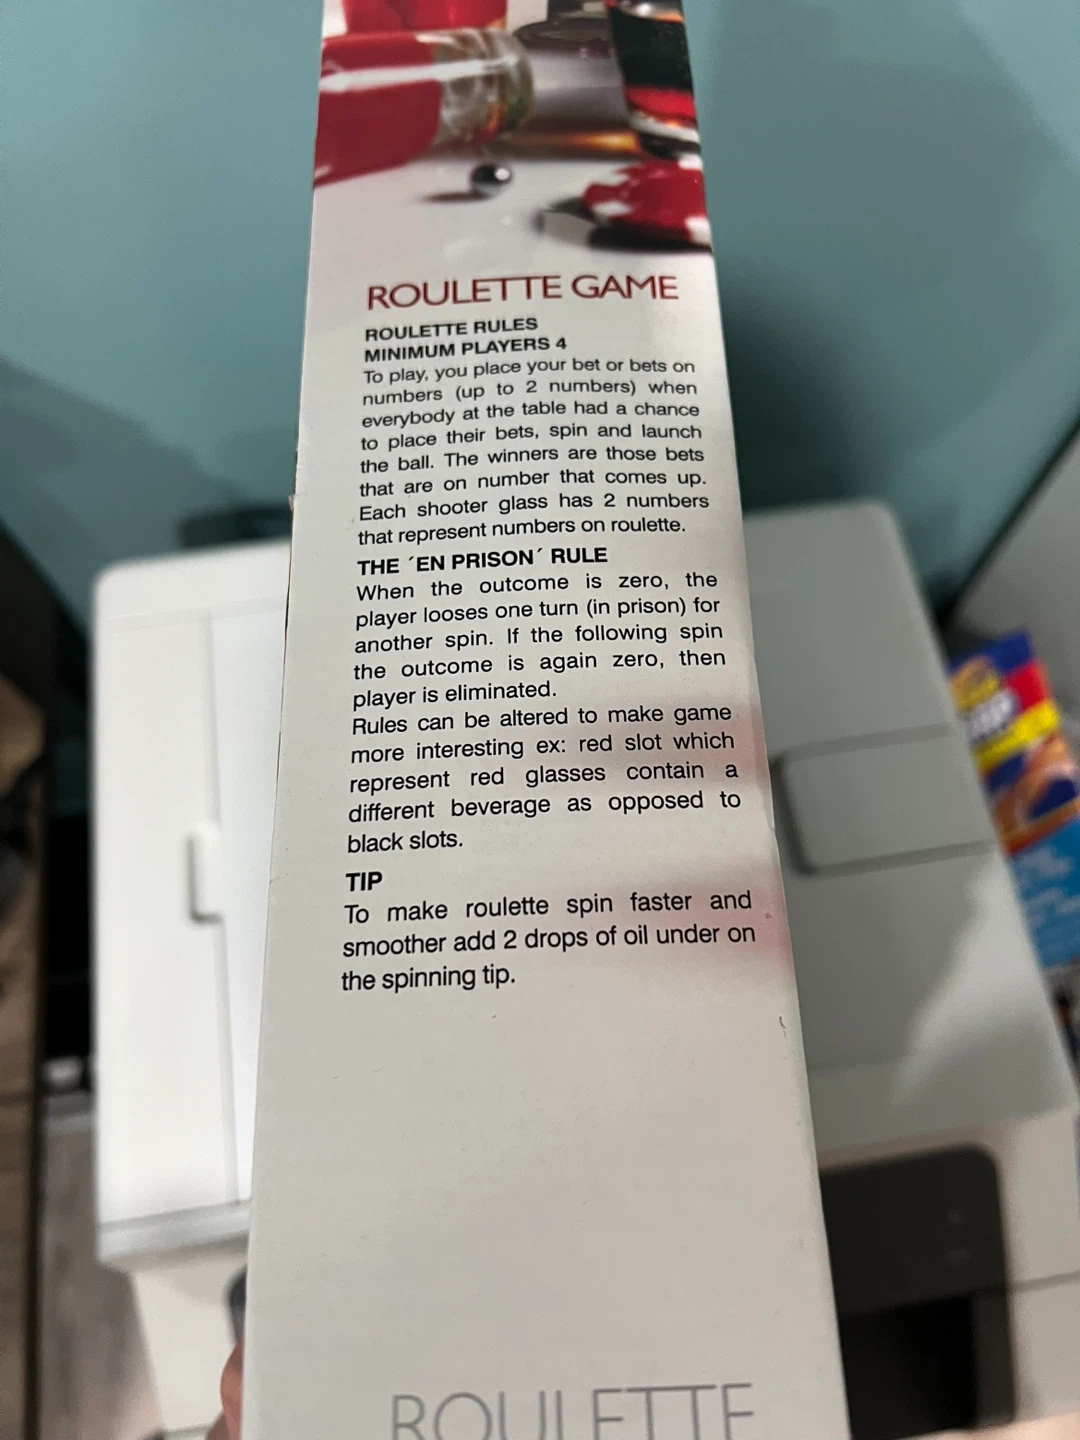 ROULETTE GAME
ROULETTE RULES
MINIMUM PLAYERS 4
To play, you place your bet or bets on
numbers (up to 2 numbers) when
everybody at the table had a chance
to place their bets, spin and launch
the ball. The winners are those bets
that are on number that comes up.
Each shooter glass has 2 numbers
that represent numbers on roulette.
THE ´EN PRISON´ RULE
When the outcome is zero, the
player looses one turn (in prison) for
another spin. If the following spin
the outcome is again zero, then
player is eliminated.
Rules can be altered to make game
more interesting ex: red slot which
represent red glasses contain a
different beverage as opposed to
black slots.
TIP
To make roulette spin faster and
smoother add 2 drops of oil under on
the spinning tip.
ROULETTE